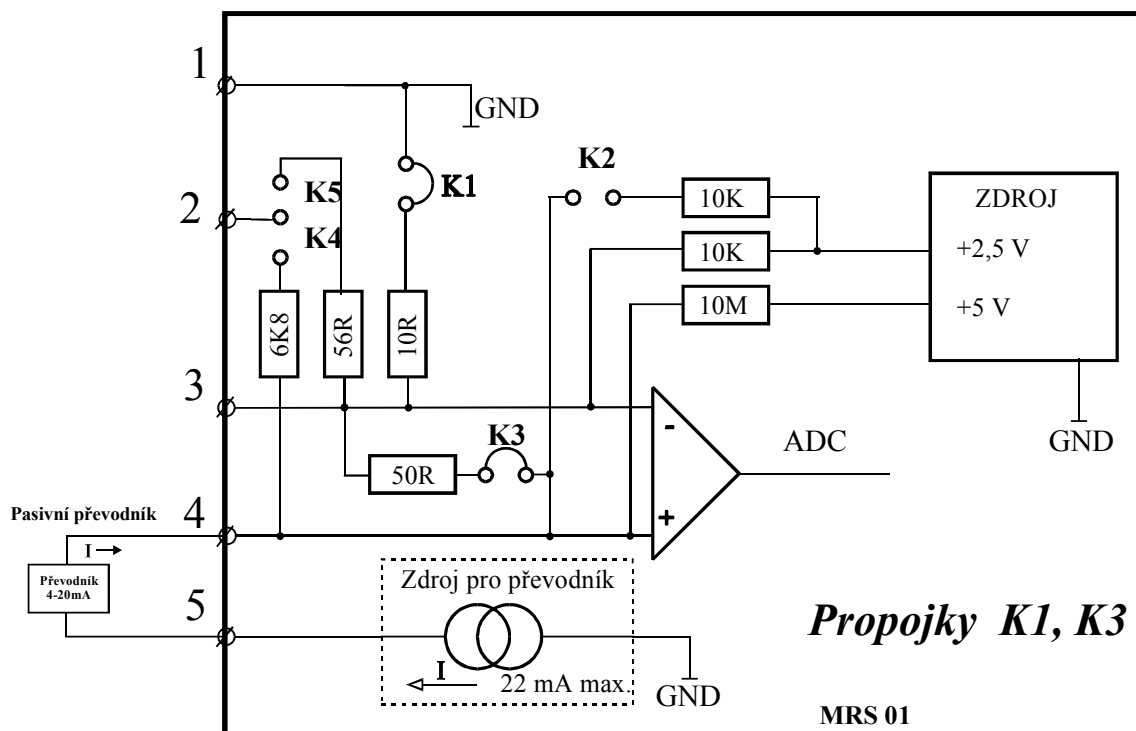 1
GND
K5
K1
K2
2
K4
10K
ZDROJ
10K
+2,5 V
10M
+5 V
6K8
56R
10R
3
-
K3
ADC
GND
50R
Pasivní převodník
4
+
I
Převodník
4-20mA
Zdroj pro převodník
5
Propojky K1, K3
I
22 mA max.
GND
MRS 01